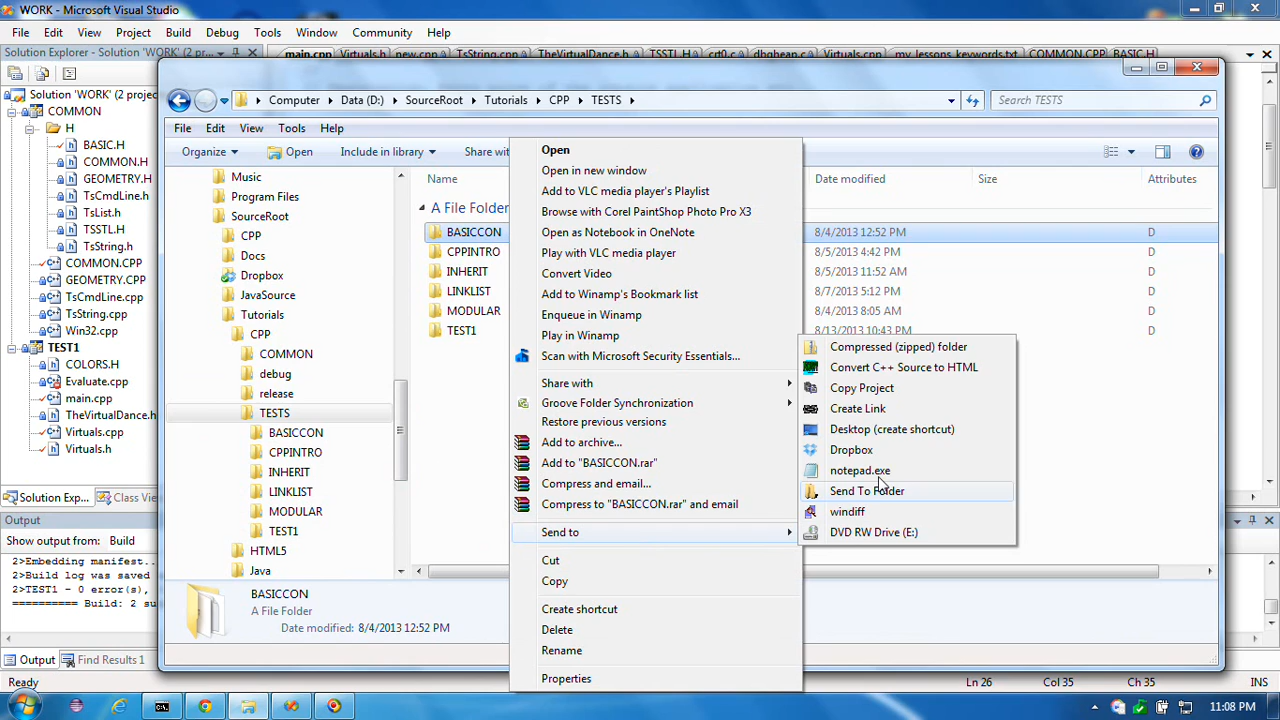 WORK - Microsoft Visual Studio
File Edit View Project Build Debug Tools Window Community Help
Solution Explorer - Solution 'WORK' (2 projec
main.cpp Virtuals.h new.cpp TsString.cpp TheVirtualDance.h TSSTL.H crt0.c dbgheap.c Virtuals.cpp my_lessons_keywords.txt COMMON.CPP BASIC.H
Solution 'WORK' (2 projec
COMMON
H
BASIC.H
COMMON.H
GEOMETRY.H
TsCmdLine.h
TsList.h
TSSTL.H
TsString.h
COMMON.CPP
GEOMETRY.CPP
TsCmdLine.cpp
TsString.cpp
Win32.cpp
TEST1
COLORS.H
Evaluate.cpp
main.cpp
TheVirtualDance.h
Virtuals.cpp
Virtuals.h
Solution Exp... Class View
Output
Show output from: Build
2>Embedding manifest..
2>Build log was saved
2>TEST1 - 0 error(s),
========== Build: 2 su
Output Find Results 1
Ready
Ln 26 Col 35 Ch 35 INS
Computer Data (D:) SourceRoot Tutorials CPP TESTS
Search TESTS
File Edit View Tools Help
Organize Open Include in library Share wit
Music
Program Files
SourceRoot
CPP
Docs
Dropbox
JavaSource
Tutorials
CPP
COMMON
debug
release
TESTS
BASICCON
CPPINTRO
INHERIT
LINKLIST
MODULAR
TEST1
HTML5
Java
Name Date modified Size Attributes
A File Folder
BASICCON 8/4/2013 12:52 PM D
CPPINTRO 8/5/2013 4:42 PM D
INHERIT 8/5/2013 11:52 AM D
LINKLIST 8/7/2013 5:12 PM D
MODULAR 8/4/2013 8:05 AM D
TEST1 8/13/2013 10:43 PM D
BASICCON
A File Folder
Date modified: 8/4/2013 12:52 PM
Open
Open in new window
Add to VLC media player's Playlist
Browse with Corel PaintShop Photo Pro X3
Open as Notebook in OneNote
Play with VLC media player
Convert Video
Add to Winamp's Bookmark list
Enqueue in Winamp
Play in Winamp
Scan with Microsoft Security Essentials...
Share with
Groove Folder Synchronization
Restore previous versions
Add to archive...
Add to "BASICCON.rar"
Compress and email...
Compress to "BASICCON.rar" and email
Send to
Cut
Copy
Create shortcut
Delete
Rename
Properties
Compressed (zipped) folder
Convert C++ Source to HTML
Copy Project
Create Link
Desktop (create shortcut)
Dropbox
notepad.exe
Send To Folder
windiff
DVD RW Drive (E:)
11:08 PM